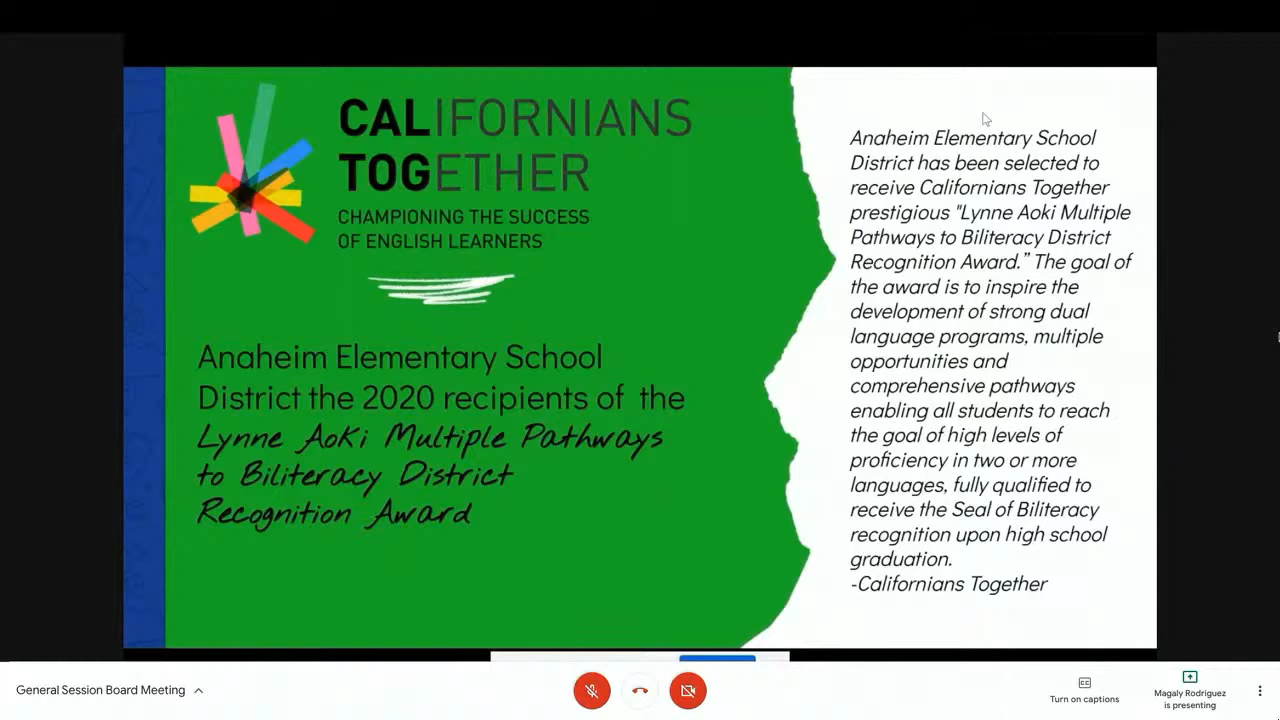 CALIFORNIANS
TOGETHER
CHAMPIONING THE SUCCESS
OF ENGLISH LEARNERS
Anaheim Elementary School
District the 2020 recipients of the
Lynne Aoki Multiple Pathways
to Biliteracy District
Recognition Award
Anaheim Elementary School
District has been selected to
receive Californians Together
prestigious "Lynne Aoki Multiple
Pathways to Biliteracy District
Recognition Award.” The goal of
the award is to inspire the
development of strong dual
language programs, multiple
opportunities and
comprehensive pathways
enabling all students to reach
the goal of high levels of
proficiency in two or more
languages, fully qualified to
receive the Seal of Biliteracy
recognition upon high school
graduation.
-Californians Together
General Session Board Meeting
CC
Turn on captions
Magaly Rodriguez
is presenting